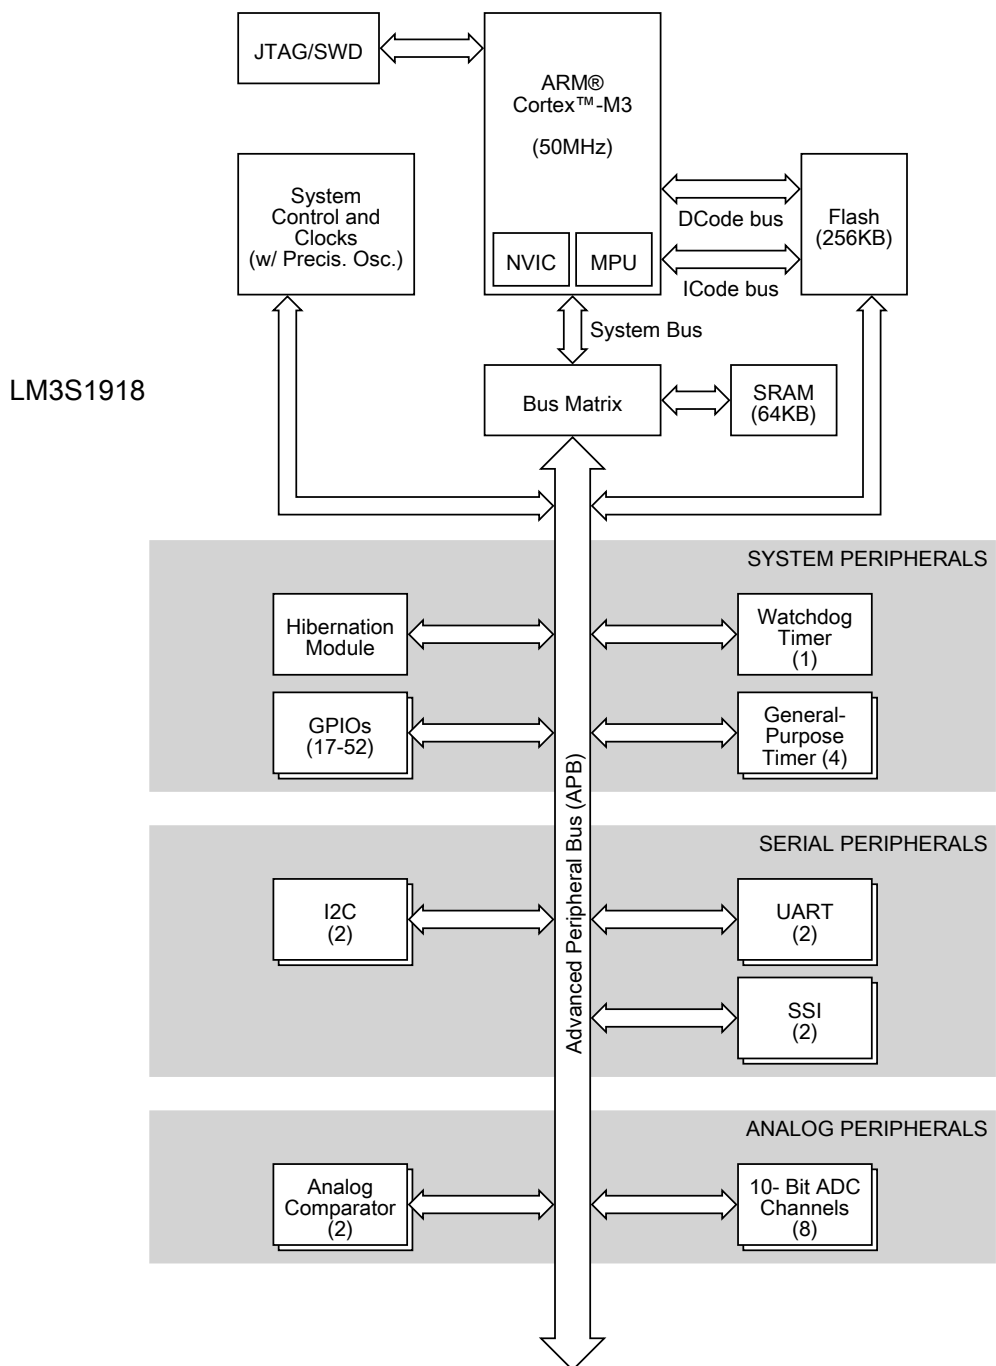 JTAG/SWD
ARM®
Cortex™-M3
(50MHz)
NVIC
MPU
System
Control and
Clocks
(w/ Precis. Osc.)
DCode bus
ICode bus
Flash
(256KB)
System Bus
LM3S1918
Bus Matrix
SRAM
(64KB)
SYSTEM PERIPHERALS
Hibernation
Module
Watchdog
Timer
(1)
GPIOs
(17-52)
General-
Purpose
Timer (4)
Advanced Peripheral Bus (APB)
SERIAL PERIPHERALS
I2C
(2)
UART
(2)
SSI
(2)
ANALOG PERIPHERALS
Analog
Comparator
(2)
10- Bit ADC
Channels
(8)